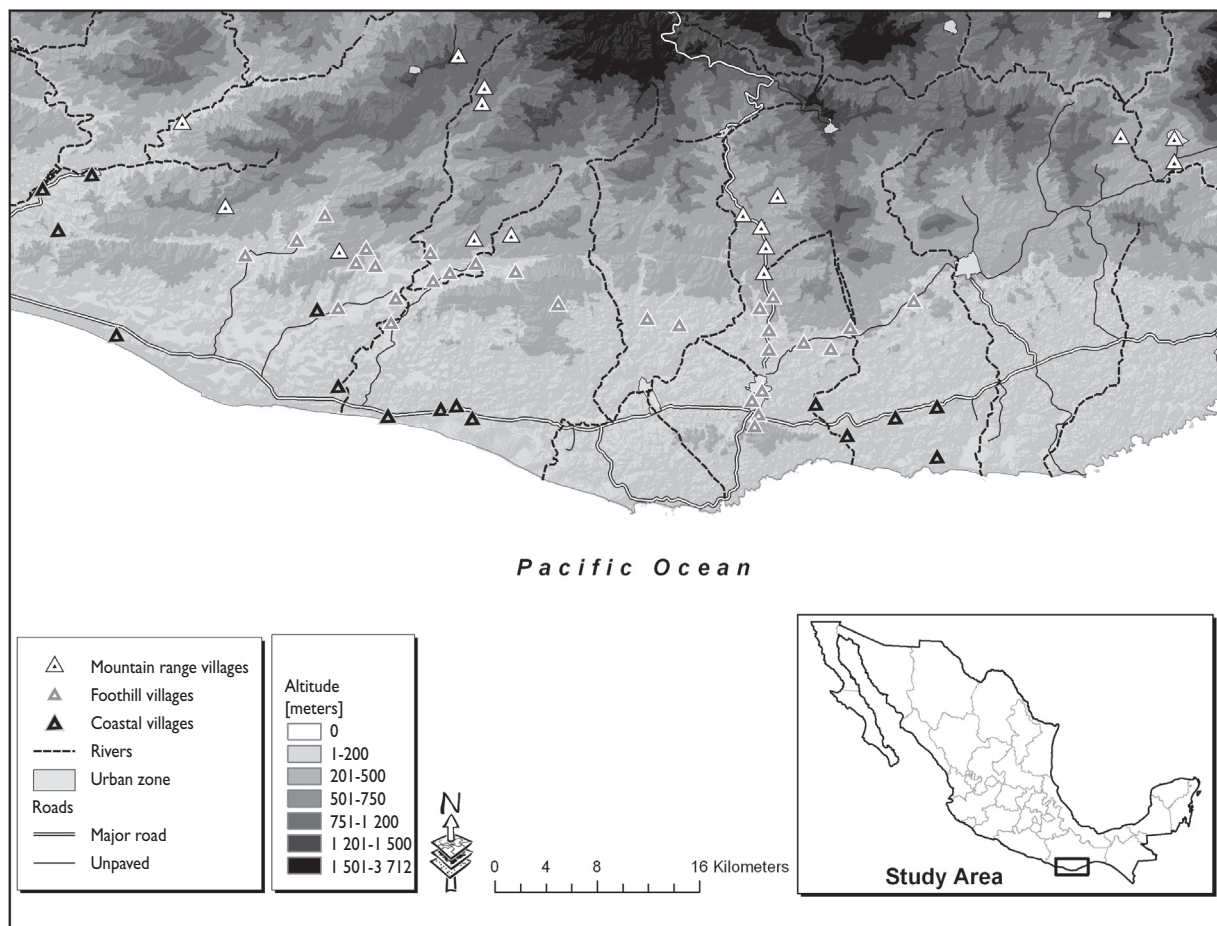 Pacific Ocean
Mountain range villages
Foothill villages
Coastal villages
Rivers
Urban zone
Roads
Major road
Unpaved
Altitude
[meters]
0
1-200
201-500
501-750
751-1 200
1 201-1 500
1 501-3 712
N
0 4 8 16 Kilometers
Study Area